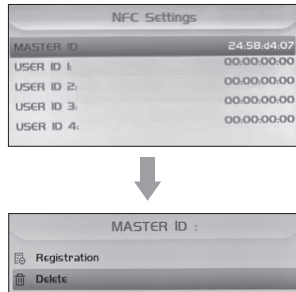 NFC Settings
MASTER ID : 24:58:d4:07
USER ID 1: 00:00:00:00
USER ID 2: 00:00:00:00
USER ID 3: 00:00:00:00
USER ID 4: 00:00:00:00
MASTER ID :
Registration
Delete